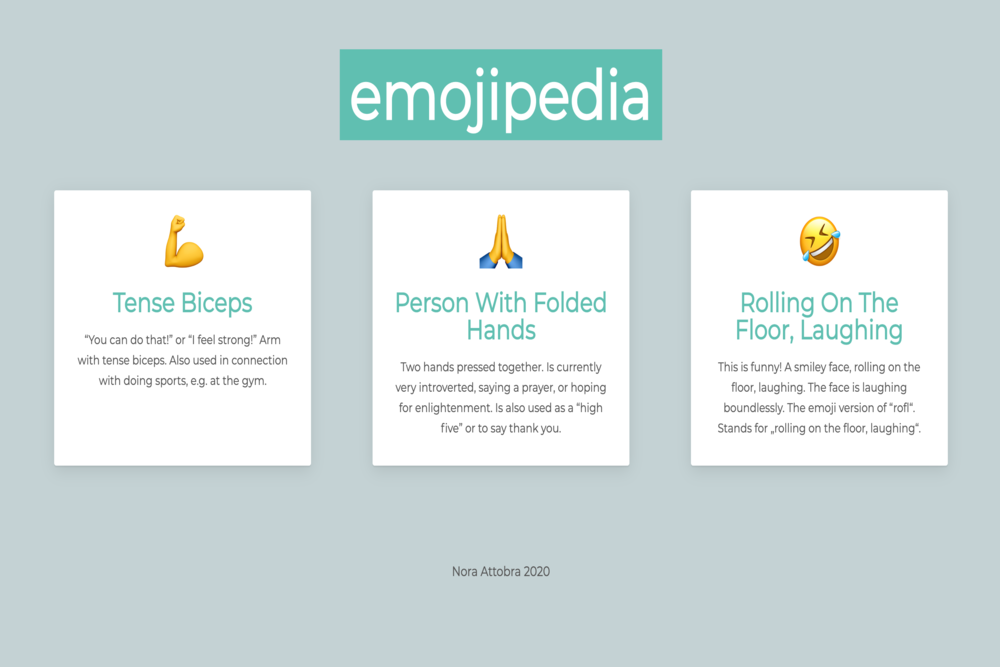 emojipedia
Tense Biceps
“You can do that!” or “I feel strong!” Arm
with tense biceps. Also used in connection
with doing sports, e.g. at the gym.
Person With Folded
Hands
Two hands pressed together. Is currently
very introverted, saying a prayer, or hoping
for enlightenment. Is also used as a “high
five” or to say thank you.
Rolling On The
Floor, Laughing
This is funny! A smiley face, rolling on the
floor, laughing. The face is laughing
boundlessly. The emoji version of “rofl“.
Stands for „rolling on the floor, laughing“.
Nora Attobra 2020